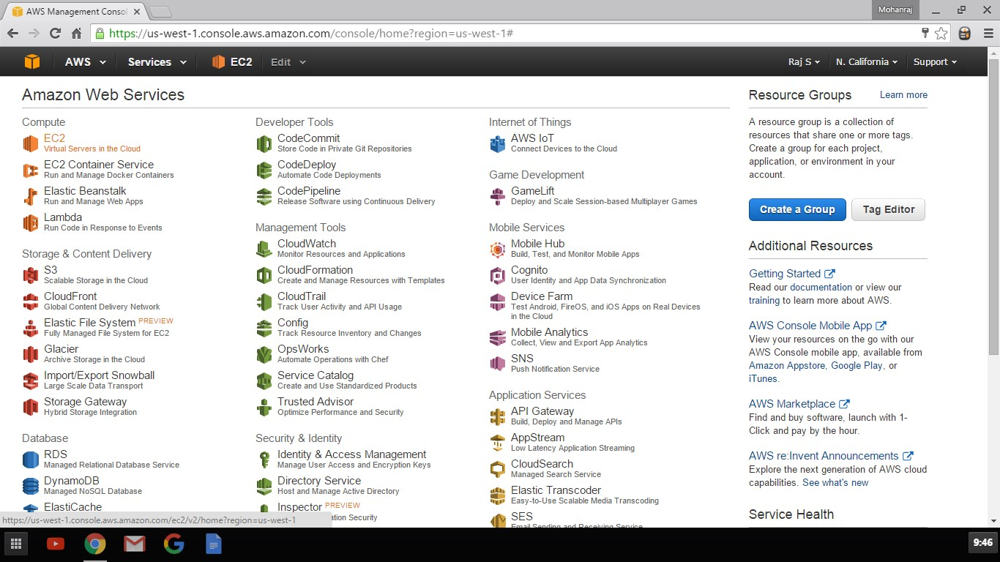 AWS Management Consol
Mohanraj
https://us-west-1.console.aws.amazon.com/console/home?region=us-west-1#
AWS
Services
EC2
Edit
Raj S
N. California
Support
Amazon Web Services
Compute
EC2
Virtual Servers in the Cloud
EC2 Container Service
Run and Manage Docker Containers
Elastic Beanstalk
Run and Manage Web Apps
Lambda
Run Code in Response to Events
Storage & Content Delivery
S3
Scalable Storage in the Cloud
CloudFront
Global Content Delivery Network
Elastic File System PREVIEW
Fully Managed File System for EC2
Glacier
Archive Storage in the Cloud
Import/Export Snowball
Large Scale Data Transport
Storage Gateway
Hybrid Storage Integration
Database
RDS
Managed Relational Database Service
DynamoDB
Managed NoSQL Database
ElastiCache
Developer Tools
CodeCommit
Store Code in Private Git Repositories
CodeDeploy
Automate Code Deployments
CodePipeline
Release Software using Continuous Delivery
Management Tools
CloudWatch
Monitor Resources and Applications
CloudFormation
Create and Manage Resources with Templates
CloudTrail
Track User Activity and API Usage
Config
Track Resource Inventory and Changes
OpsWorks
Automate Operations with Chef
Service Catalog
Create and Use Standardized Products
Trusted Advisor
Optimize Performance and Security
Security & Identity
Identity & Access Management
Manage User Access and Encryption Keys
Directory Service
Host and Manage Active Directory
Inspector PREVIEW
ation Security
Internet of Things
AWS IoT
Connect Devices to the Cloud
Game Development
GameLift
Deploy and Scale Session-based Multiplayer Games
Mobile Services
Mobile Hub
Build, Test, and Monitor Mobile Apps
Cognito
User Identity and App Data Synchronization
Device Farm
Test Android, FireOS, and iOS Apps on Real Devices
in the Cloud
Mobile Analytics
Collect, View and Export App Analytics
SNS
Push Notification Service
Application Services
API Gateway
Build, Deploy and Manage APIs
AppStream
Low Latency Application Streaming
CloudSearch
Managed Search Service
Elastic Transcoder
Easy-to-Use Scalable Media Transcoding
SES
Email Sending and Receiving Service
Resource Groups
Learn more
A resource group is a collection of
resources that share one or more tags.
Create a group for each project,
application, or environment in your
account.
Create a Group
Tag Editor
Additional Resources
Getting Started
Read our documentation or view our
training to learn more about AWS.
AWS Console Mobile App
View your resources on the go with our
AWS Console mobile app, available from
Amazon Appstore, Google Play, or
iTunes.
AWS Marketplace
Find and buy software, launch with 1-
Click and pay by the hour.
AWS re:Invent Announcements
Explore the next generation of AWS cloud
capabilities. See what's new
Service Health
https://us-west-1.console.aws.amazon.com/ec2/v2/home?region=us-west-1
9:46